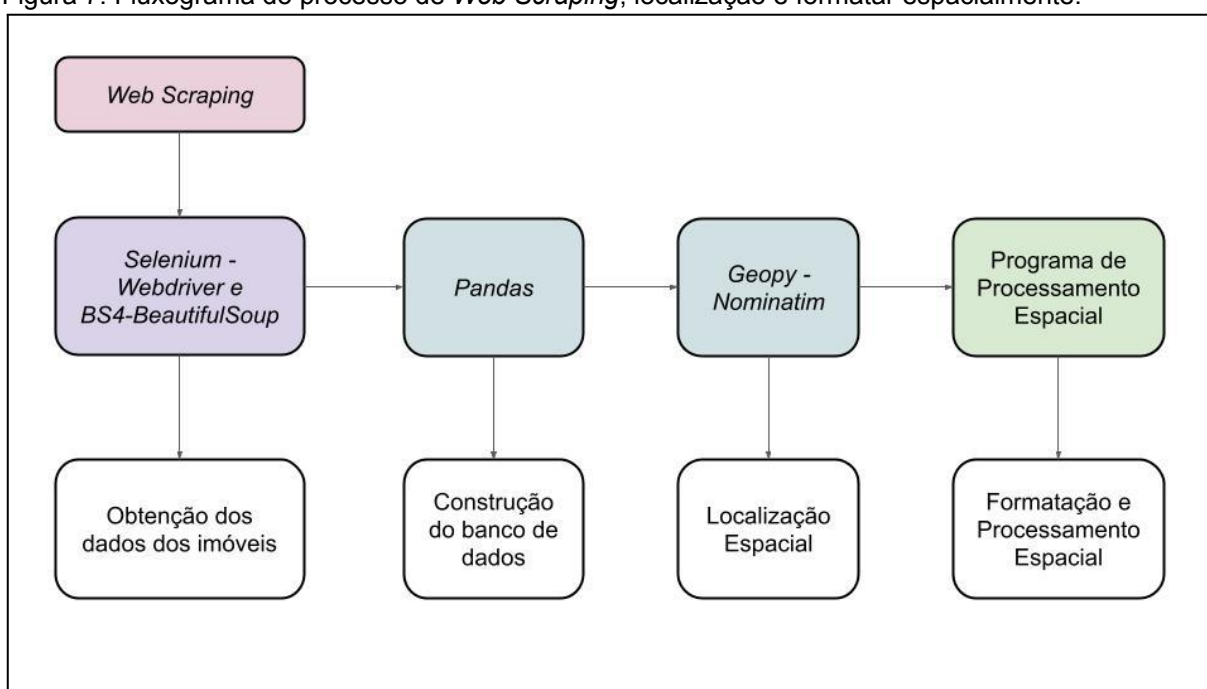 Figura 7: Fluxograma do processo de Web Scraping, localização e formatar espacialmente.
Web Scraping
Selenium -
Webdriver e
BS4-BeautifulSoup
Pandas
Geopy -
Nominatim
Programa de
Processamento
Espacial
Obtenção dos
dados dos imóveis
Construção
do banco de
dados
Localização
Espacial
Formatação e
Processamento
Espacial